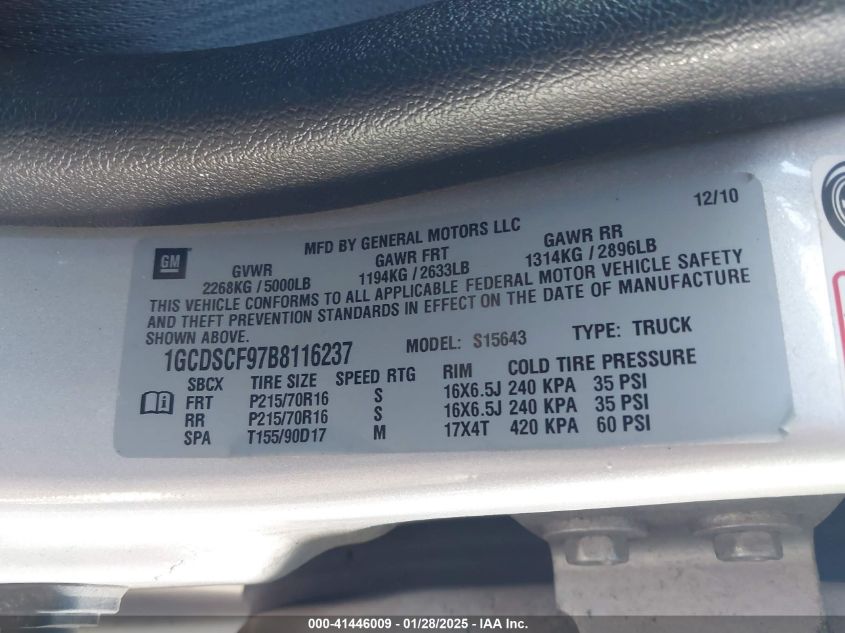 12/10
GM
MFD BY GENERAL MOTORS LLC
GVWR GAWR FRT GAWR RR
2268KG / 5000LB 1194KG / 2633LB 1314KG / 2896LB
THIS VEHICLE CONFORMS TO ALL APPLICABLE FEDERAL MOTOR VEHICLE SAFETY
AND THEFT PREVENTION STANDARDS IN EFFECT ON THE DATE OF MANUFACTURE
SHOWN ABOVE.
1GCDSCF97B8116237 MODEL: S15643 TYPE: TRUCK
SBCX TIRE SIZE SPEED RTG RIM COLD TIRE PRESSURE
FRT P215/70R16 S 16X6.5J 240 KPA 35 PSI
RR P215/70R16 S 16X6.5J 240 KPA 35 PSI
SPA T155/90D17 M 17X4T 420 KPA 60 PSI
000-41446009 - 01/28/2025 - IAA Inc.